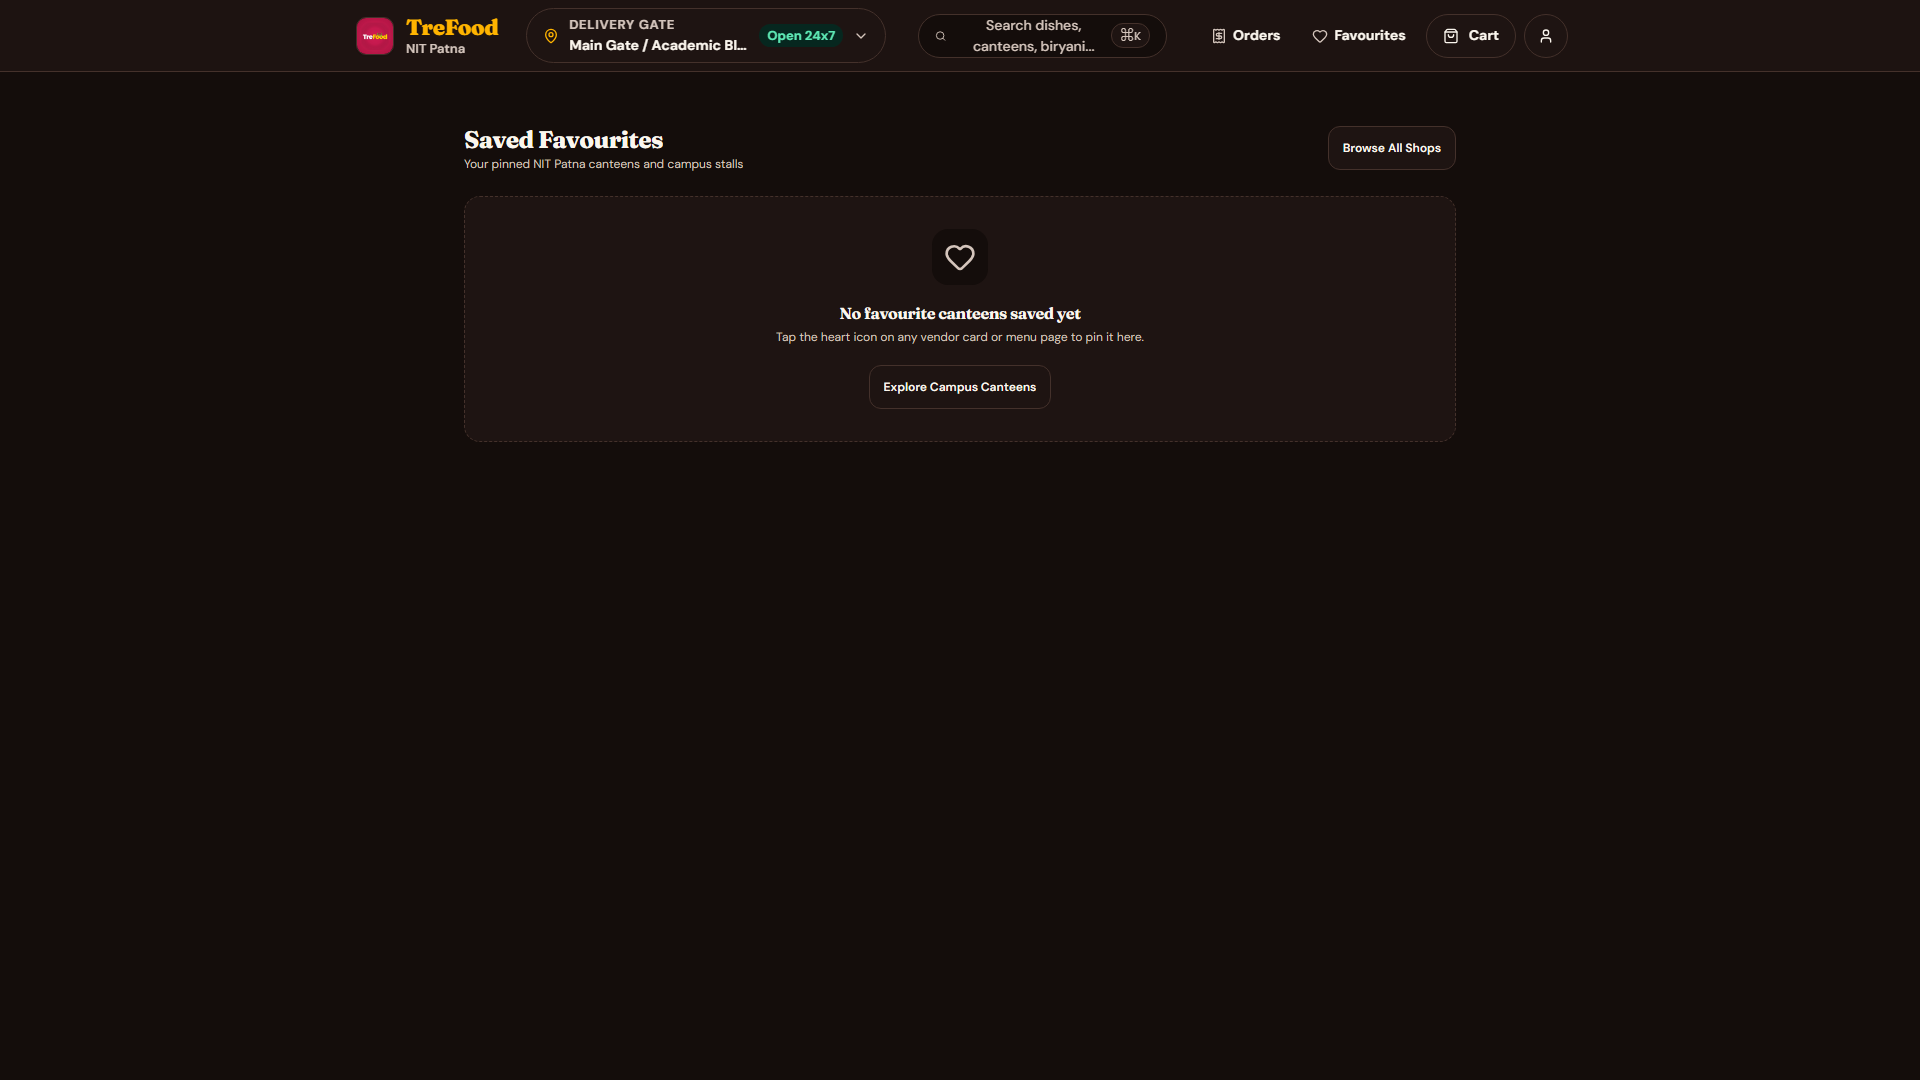 TreFood
TreFood
NIT Patna
DELIVERY GATE
Main Gate / Academic Bl...
Open 24x7
Search dishes,
canteens, biryani...
⌘K
Orders
Favourites
Cart
Saved Favourites
Your pinned NIT Patna canteens and campus stalls
Browse All Shops
No favourite canteens saved yet
Tap the heart icon on any vendor card or menu page to pin it here.
Explore Campus Canteens